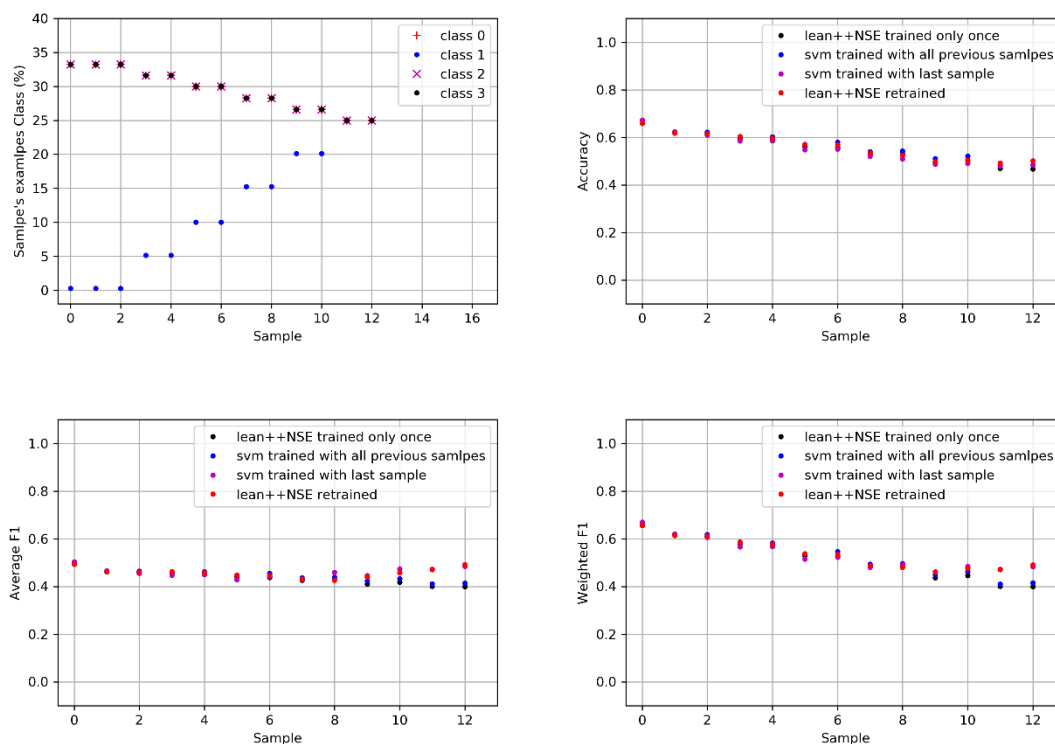 40
35
30
25
20
15
10
5
0
Samlpe's examlpes Class (%)
class 0
class 1
class 2
class 3
0 2 4 6 8 10 12 14 16
Sample
1.0
0.8
0.6
0.4
0.2
0.0
Accuracy
lean++NSE trained only once
svm trained with all previous samlpes
svm trained with last sample
lean++NSE retrained
0 2 4 6 8 10 12
Sample
1.0
0.8
0.6
0.4
0.2
0.0
Average F1
lean++NSE trained only once
svm trained with all previous samlpes
svm trained with last sample
lean++NSE retrained
0 2 4 6 8 10 12
Sample
1.0
0.8
0.6
0.4
0.2
0.0
Weighted F1
lean++NSE trained only once
svm trained with all previous samlpes
svm trained with last sample
lean++NSE retrained
0 2 4 6 8 10 12
Sample